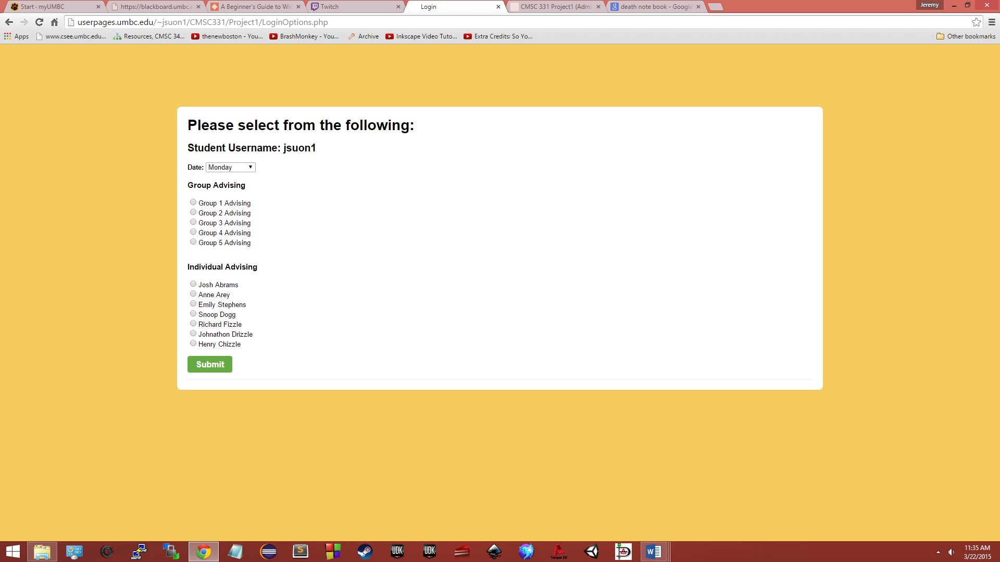 Start · myUMBC
https://blackboard.umbc.e
A Beginner's Guide to Wir
Twitch
Login
CMSC 331 Project1 (Admi
death note book - Google
Jeremy
userpages.umbc.edu/~jsuon1/CMSC331/Project1/LoginOptions.php
Apps
www.csee.umbc.edu...
Resources, CMSC 34...
thenewboston - You...
BrashMonkey - You...
Archive
Inkscape Video Tuto...
Extra Credits: So Yo...
Other bookmarks
Please select from the following:
Student Username: jsuon1
Date: Monday
Group Advising
Group 1 Advising
Group 2 Advising
Group 3 Advising
Group 4 Advising
Group 5 Advising
Individual Advising
Josh Abrams
Anne Arey
Emily Stephens
Snoop Dogg
Richard Fizzle
Johnathon Drizzle
Henry Chizzle
Submit
S
UDK
UDK
Torque 3D
W
11:35 AM
3/22/2015